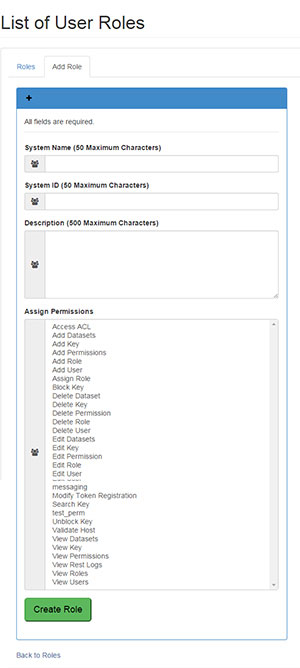 List of User Roles
Roles
Add Role
All fields are required.
System Name (50 Maximum Characters)
System ID (50 Maximum Characters)
Description (500 Maximum Characters)
Assign Permissions
Access ACL
Add Datasets
Add Key
Add Permissions
Add Role
Add User
Assign Role
Block Key
Delete Dataset
Delete Key
Delete Permission
Delete Role
Delete User
Edit Datasets
Edit Key
Edit Permission
Edit Role
Edit User
messaging
Modify Token Registration
Search Key
test_perm
Unblock Key
Validate Host
View Datasets
View Key
View Permissions
View Rest Logs
View Roles
View Users
Create Role
Back to Roles